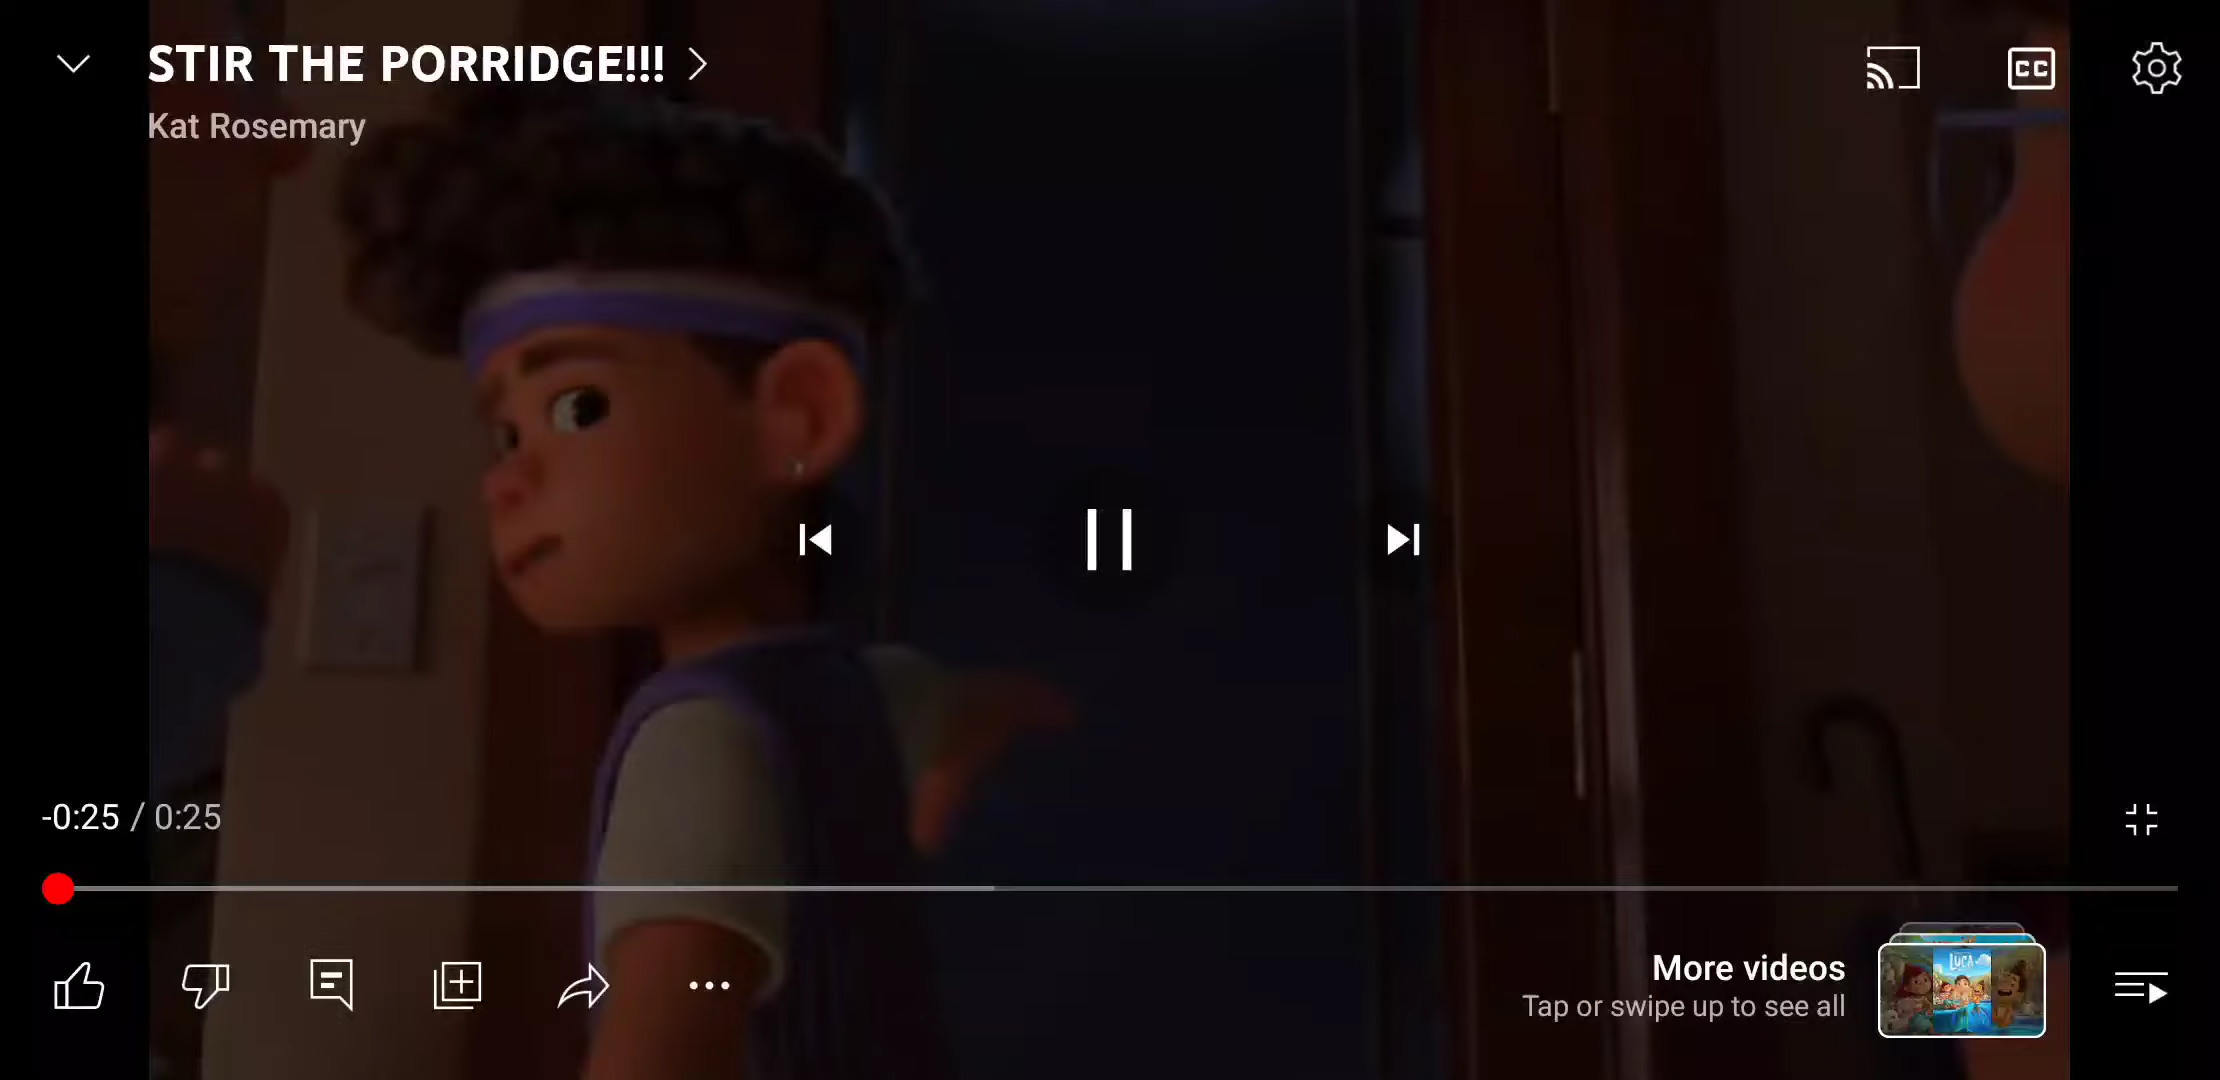 STIR THE PORRIDGE!!!
Kat Rosemary
CC
-0:25 / 0:25
More videos
Tap or swipe up to see all
LUCA